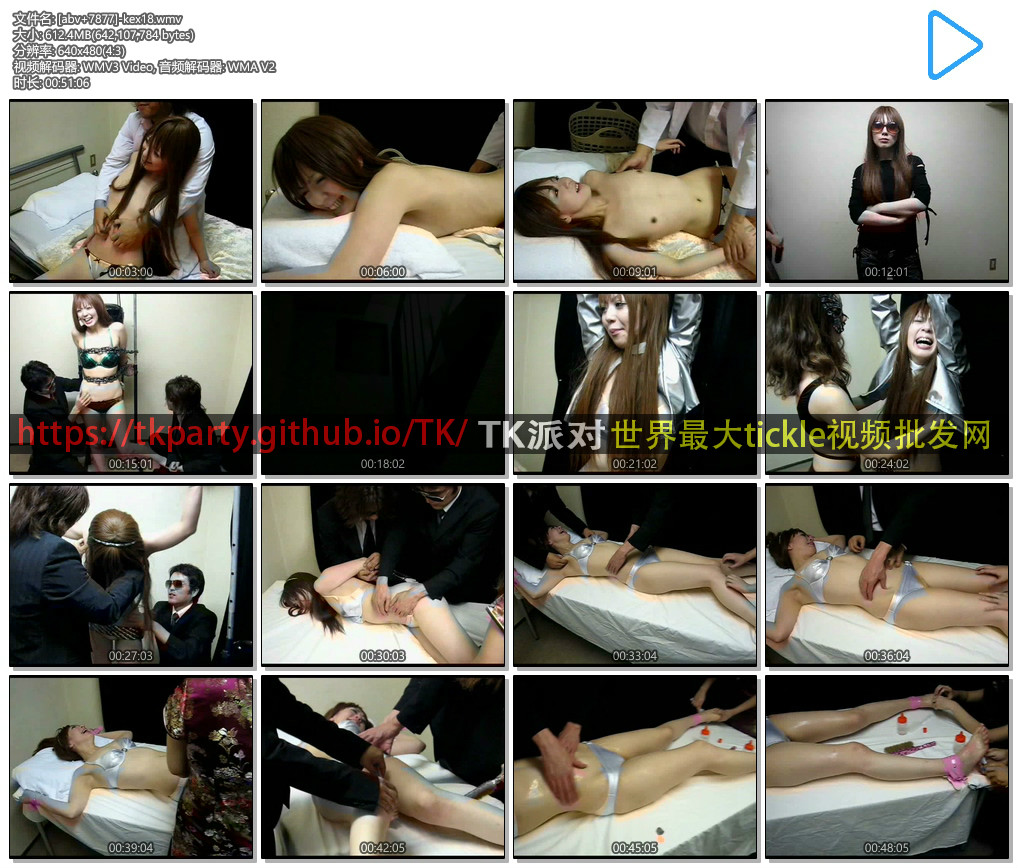 文件名: [abv+7877]-kex18.wmv
大小: 612.4MB(642,107,784 bytes)
分辨率: 640x480(4:3)
视频解码器: WMV3 Video, 音频解码器: WMA V2
时长: 00:51:06
00:03:00
00:06:00
00:09:01
00:12:01
https://tkparty.github.io/TK/ TK派对 世界最大tickle视频批发网
00:15:01
00:18:02
00:21:02
00:24:02
00:27:03
00:30:03
00:33:04
00:36:04
00:39:04
00:42:05
00:45:05
00:48:05